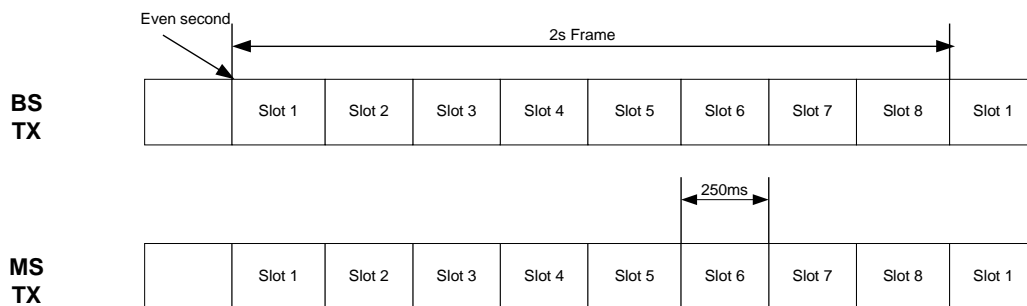 Even second
2s Frame
BS
TX
Slot 1 Slot 2 Slot 3 Slot 4 Slot 5 Slot 6 Slot 7 Slot 8 Slot 1
250ms
MS
TX
Slot 1 Slot 2 Slot 3 Slot 4 Slot 5 Slot 6 Slot 7 Slot 8 Slot 1